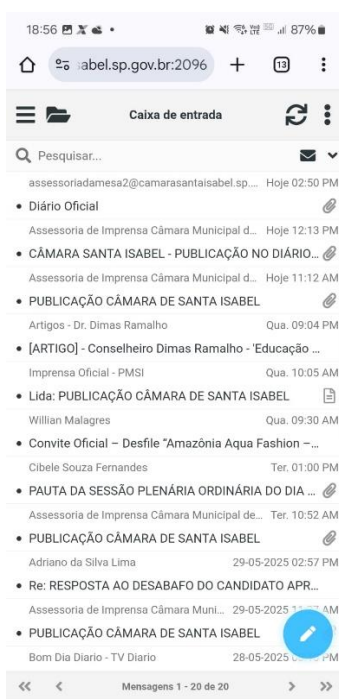 18:56 87%
abel.sp.gov.br:2096 13
Caixa de entrada
Pesquisar...
assessoriadamesa2@camarasantaisabel.sp.... Hoje 02:50 PM
• Diário Oficial
Assessoria de Imprensa Câmara Municipal d... Hoje 12:13 PM
• CÂMARA SANTA ISABEL - PUBLICAÇÃO NO DIÁRIO...
Assessoria de Imprensa Câmara Municipal d... Hoje 11:12 AM
• PUBLICAÇÃO CÂMARA DE SANTA ISABEL
Artigos - Dr. Dimas Ramalho Qua. 09:04 PM
• [ARTIGO] - Conselheiro Dimas Ramalho - 'Educação ...
Imprensa Oficial - PMSI Qua. 10:05 AM
• Lida: PUBLICAÇÃO CÂMARA DE SANTA ISABEL
Willian Malagres Qua. 09:30 AM
• Convite Oficial – Desfile "Amazônia Aqua Fashion –...
Cibele Souza Fernandes Ter. 01:00 PM
• PAUTA DA SESSÃO PLENÁRIA ORDINÁRIA DO DIA ...
Assessoria de Imprensa Câmara Municipal de... Ter. 10:52 AM
• PUBLICAÇÃO CÂMARA DE SANTA ISABEL
Adriano da Silva Lima 29-05-2025 02:57 PM
• Re: RESPOSTA AO DESABAFO DO CANDIDATO APR...
Assessoria de Imprensa Câmara Muni... 29-05-2025 AM
• PUBLICAÇÃO CÂMARA DE SANTA ISABEL
Bom Dia Diario - TV Diario 28-05-2025 PM
Mensagens 1 - 20 de 20